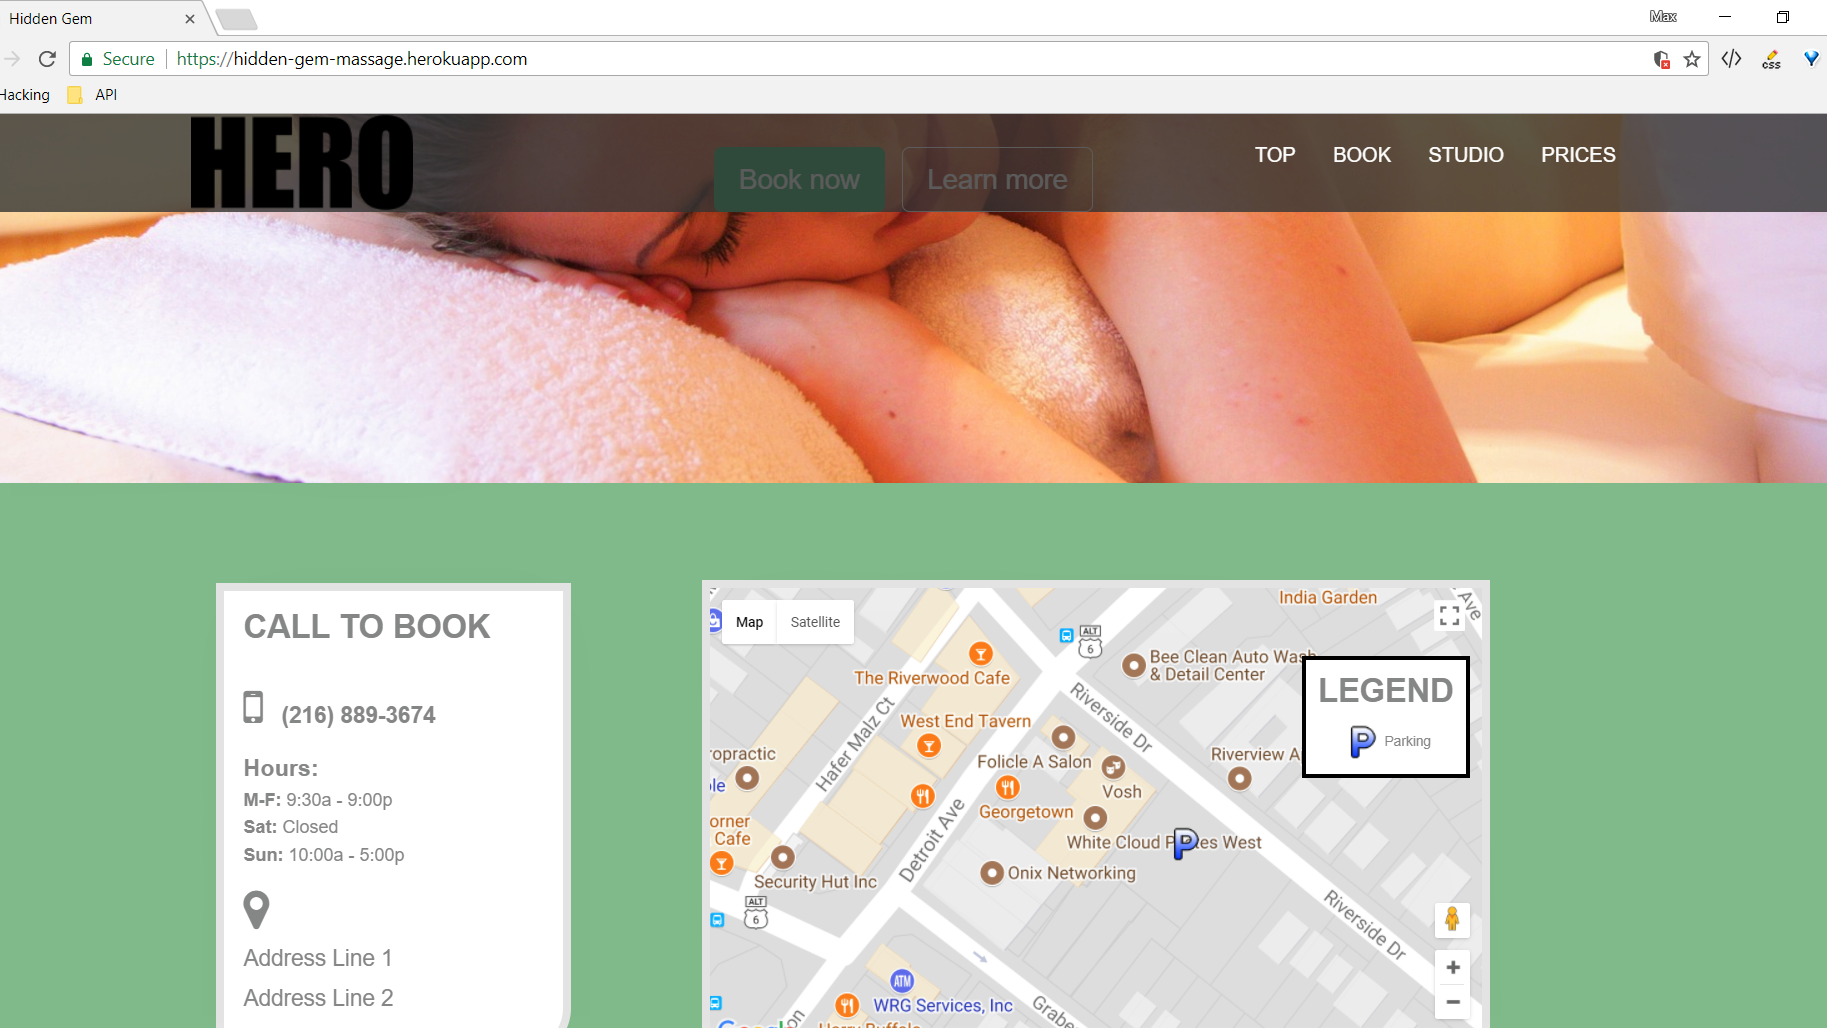 Hidden Gem
Max
Secure
https://hidden-gem-massage.herokuapp.com
css
Hacking
API
HERO
Book now
Learn more
TOP
BOOK
STUDIO
PRICES
CALL TO BOOK
(216) 889-3674
Hours:
M-F: 9:30a - 9:00p
Sat: Closed
Sun: 10:00a - 5:00p
Address Line 1
Address Line 2
Map
Satellite
India Garden
Ave
ALT
6
Bee Clean Auto Wash
& Detail Center
LEGEND
P Parking
The Riverwood Cafe
Hafer Malz Ct
West End Tavern
Riverside Dr
Folicle A Salon
Riverview A
Vosh
Georgetown
opractic
orner
Cafe
Detroit Ave
White Cloud P
es West
P
Security Hut Inc
Onix Networking
ALT
6
Riverside Dr
ATM
WRG Services, Inc
Grabe